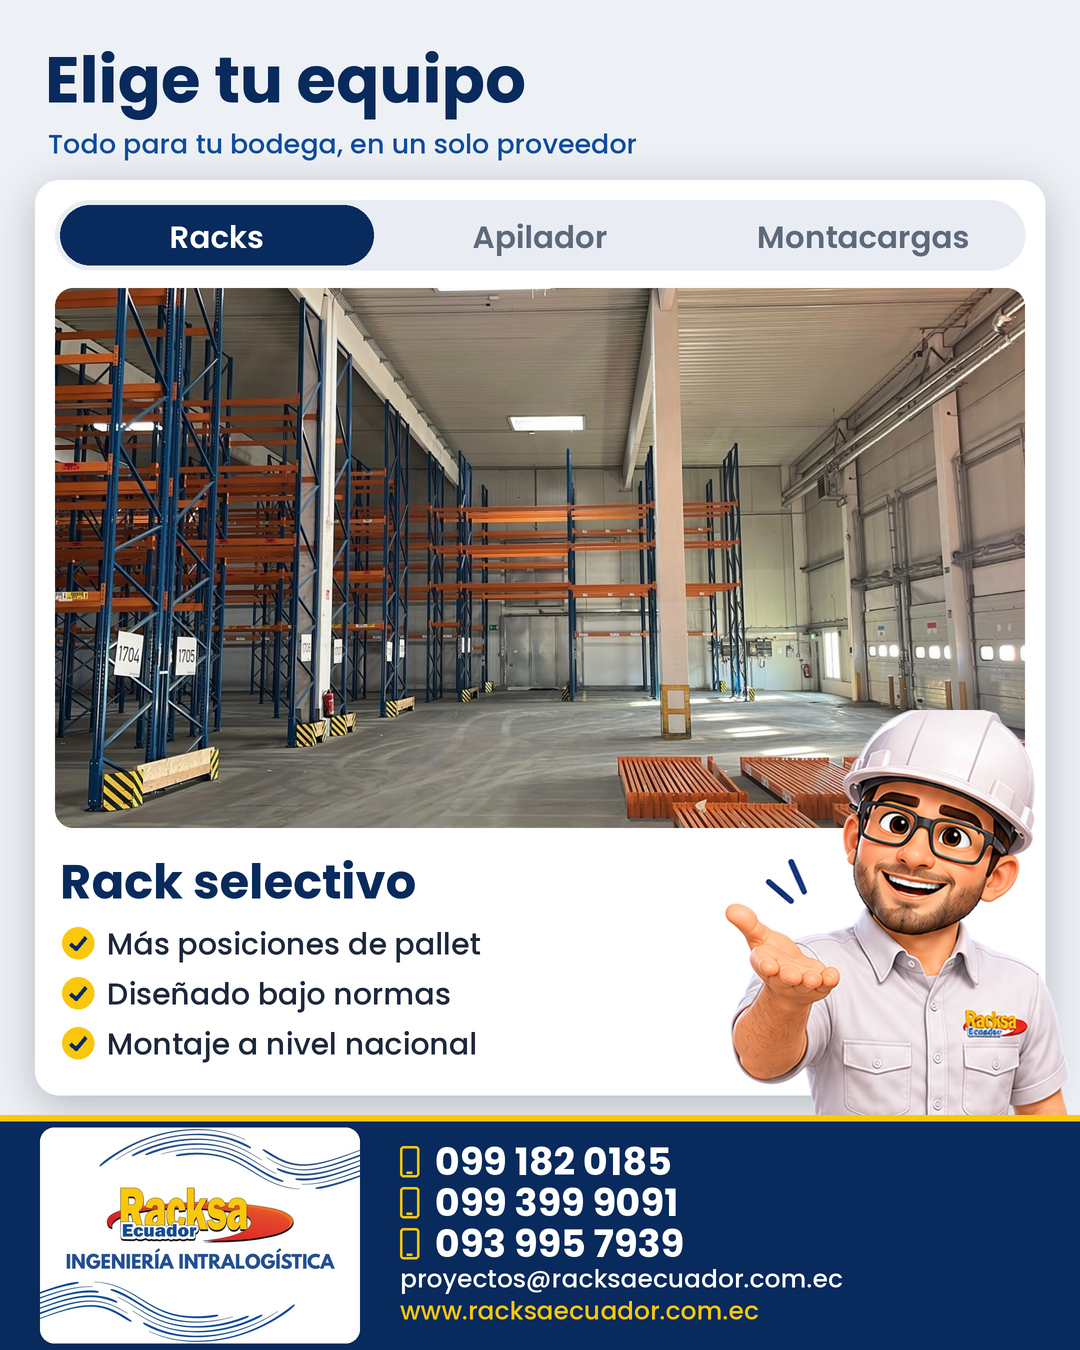 Elige tu equipo
Todo para tu bodega, en un solo proveedor
Racks Apilador Montacargas
1704 1705
Rack selectivo
Más posiciones de pallet
Diseñado bajo normas
Montaje a nivel nacional
Racksa
Ecuador
Racksa
Ecuador
INGENIERÍA INTRALOGÍSTICA
099 182 0185
099 399 9091
093 995 7939
proyectos@racksaecuador.com.ec
www.racksaecuador.com.ec